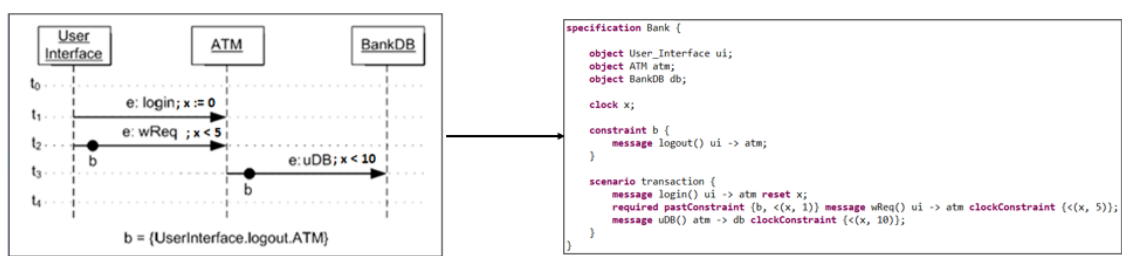 User
Interface
ATM
BankDB
t0
e: login; x := 0
t1
e: wReq ; x < 5
t2
b
e: uDB; x < 10
t3
b
t4
b = {UserInterface.logout.ATM}
specification Bank {
object User_Interface ui;
object ATM atm;
object BankDB db;
clock x;
constraint b {
message logout() ui -> atm;
}
scenario transaction {
message login() ui -> atm reset x;
required pastConstraint {b, <(x, 1)} message wReq() ui -> atm clockConstraint {<(x, 5)};
message uDB() atm -> db clockConstraint {<(x, 10)};
}
}